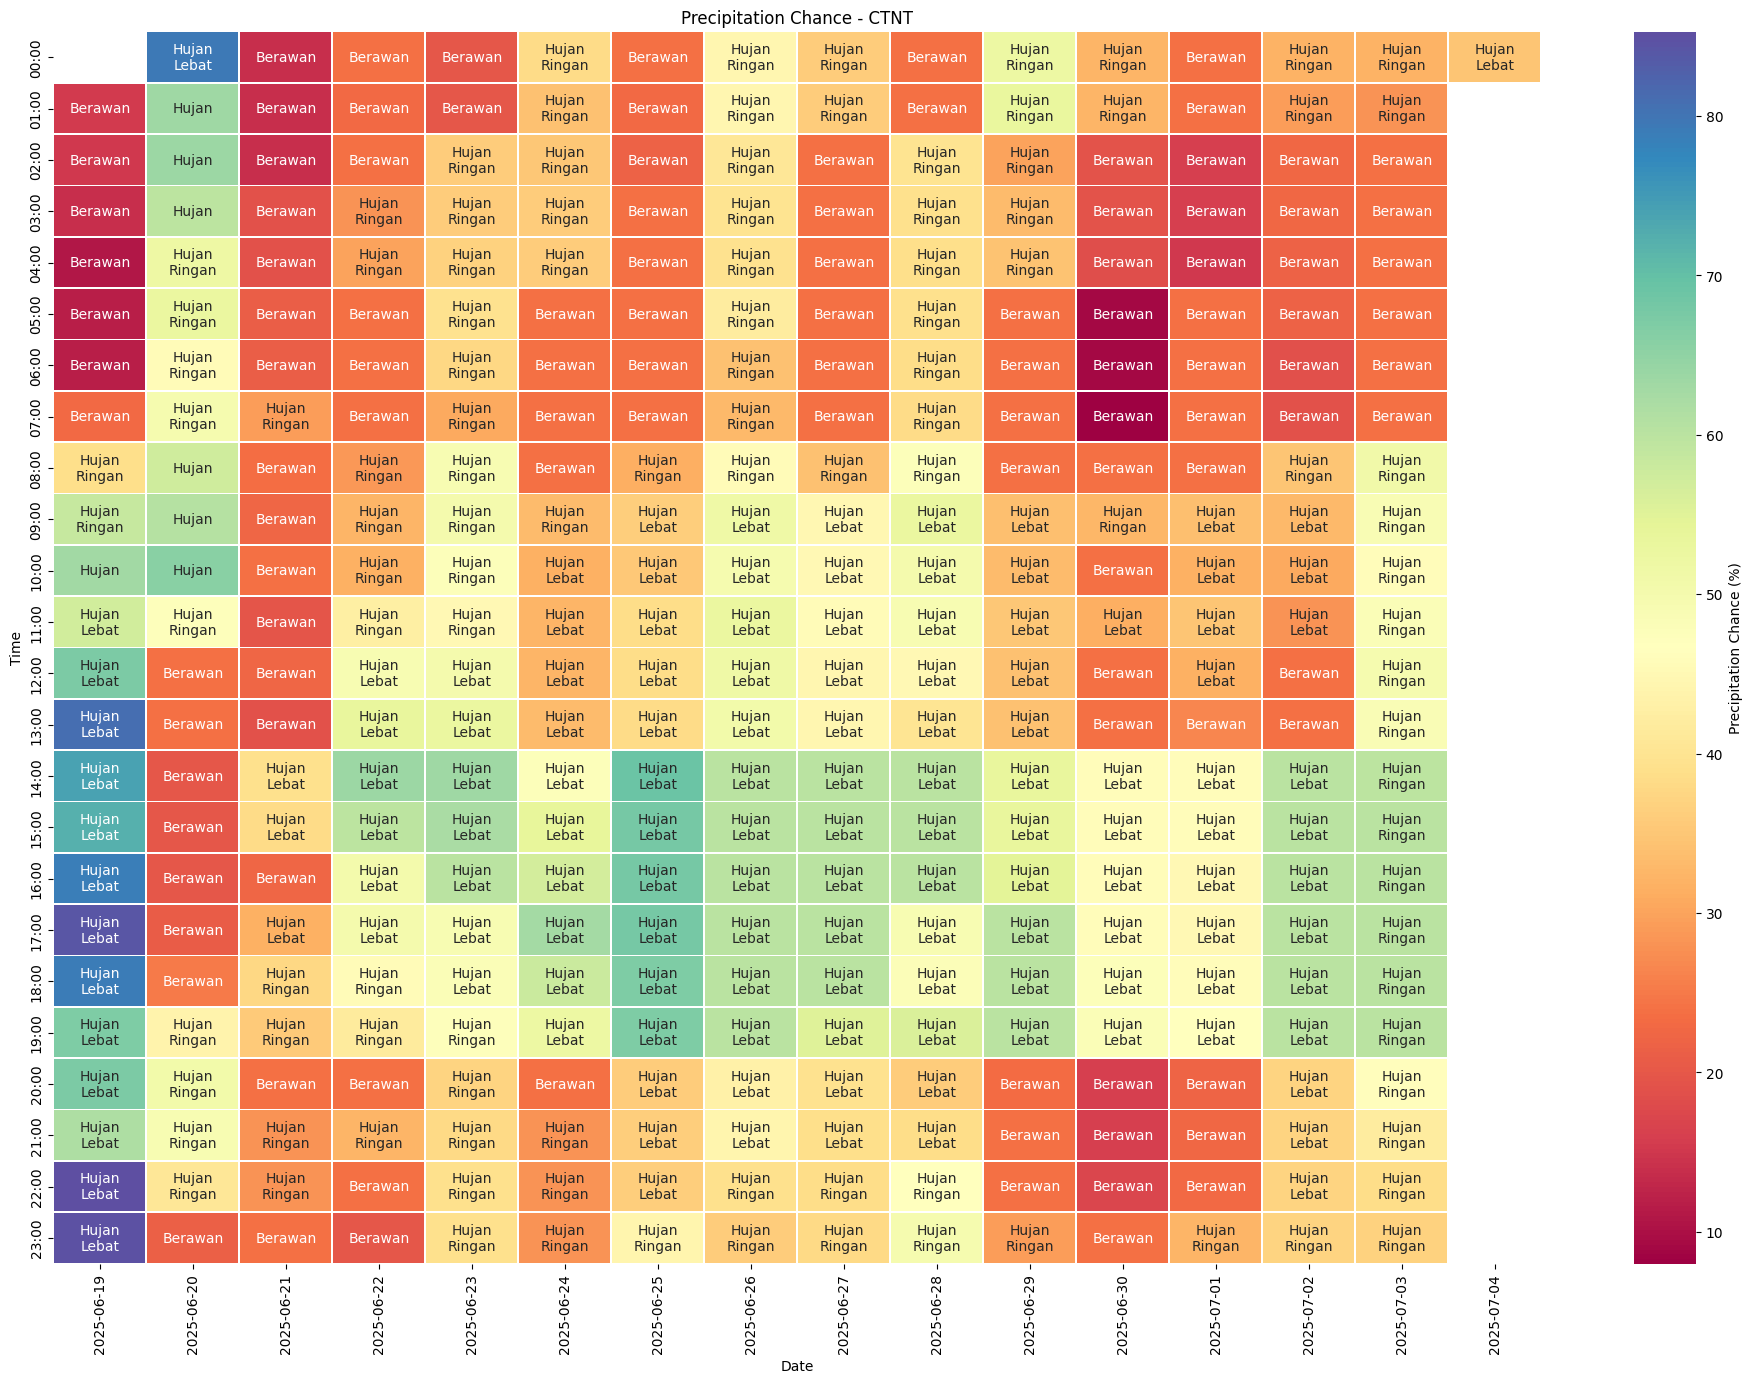 Precipitation Chance - CTNT
00:00 Hujan Lebat Berawan Berawan Berawan Hujan Ringan Berawan Hujan Ringan Hujan Ringan Berawan Hujan Ringan Hujan Ringan Berawan Hujan Ringan Hujan Ringan Hujan Lebat
01:00 Berawan Hujan Berawan Berawan Berawan Hujan Ringan Berawan Hujan Ringan Hujan Ringan Berawan Hujan Ringan Hujan Ringan Berawan Hujan Ringan Hujan Ringan
02:00 Berawan Hujan Berawan Berawan Hujan Ringan Hujan Ringan Berawan Hujan Ringan Berawan Hujan Ringan Hujan Ringan Berawan Berawan Berawan Berawan
03:00 Berawan Hujan Berawan Hujan Ringan Hujan Ringan Hujan Ringan Berawan Hujan Ringan Berawan Hujan Ringan Hujan Ringan Berawan Berawan Berawan Berawan
04:00 Berawan Hujan Ringan Berawan Hujan Ringan Hujan Ringan Hujan Ringan Berawan Hujan Ringan Berawan Hujan Ringan Hujan Ringan Berawan Berawan Berawan Berawan
05:00 Berawan Hujan Ringan Berawan Berawan Hujan Ringan Berawan Berawan Hujan Ringan Berawan Hujan Ringan Berawan Berawan Berawan Berawan Berawan
06:00 Berawan Hujan Ringan Berawan Berawan Hujan Ringan Berawan Berawan Hujan Ringan Berawan Hujan Ringan Berawan Berawan Berawan Berawan Berawan
07:00 Berawan Hujan Ringan Hujan Ringan Berawan Hujan Ringan Berawan Berawan Hujan Ringan Berawan Hujan Ringan Berawan Berawan Berawan Berawan Berawan
08:00 Hujan Ringan Hujan Berawan Hujan Ringan Hujan Ringan Berawan Hujan Ringan Hujan Ringan Hujan Ringan Hujan Ringan Berawan Berawan Berawan Hujan Ringan Hujan Ringan
09:00 Hujan Ringan Hujan Berawan Hujan Ringan Hujan Ringan Hujan Ringan Hujan Lebat Hujan Lebat Hujan Lebat Hujan Lebat Hujan Lebat Hujan Ringan Hujan Lebat Hujan Lebat Hujan Ringan
10:00 Hujan Hujan Berawan Hujan Ringan Hujan Ringan Hujan Lebat Hujan Lebat Hujan Lebat Hujan Lebat Hujan Lebat Hujan Lebat Berawan Hujan Lebat Hujan Lebat Hujan Ringan
11:00 Hujan Lebat Hujan Ringan Berawan Hujan Ringan Hujan Ringan Hujan Lebat Hujan Lebat Hujan Lebat Hujan Lebat Hujan Lebat Hujan Lebat Hujan Lebat Hujan Lebat Hujan Lebat Hujan Ringan
12:00 Hujan Lebat Berawan Berawan Hujan Lebat Hujan Lebat Hujan Lebat Hujan Lebat Hujan Lebat Hujan Lebat Hujan Lebat Hujan Lebat Berawan Hujan Lebat Berawan Hujan Ringan
13:00 Hujan Lebat Berawan Berawan Hujan Lebat Hujan Lebat Hujan Lebat Hujan Lebat Hujan Lebat Hujan Lebat Hujan Lebat Hujan Lebat Berawan Berawan Berawan Hujan Ringan
14:00 Hujan Lebat Berawan Hujan Lebat Hujan Lebat Hujan Lebat Hujan Lebat Hujan Lebat Hujan Lebat Hujan Lebat Hujan Lebat Hujan Lebat Hujan Lebat Hujan Lebat Hujan Lebat Hujan Ringan
15:00 Hujan Lebat Berawan Hujan Lebat Hujan Lebat Hujan Lebat Hujan Lebat Hujan Lebat Hujan Lebat Hujan Lebat Hujan Lebat Hujan Lebat Hujan Lebat Hujan Lebat Hujan Lebat Hujan Ringan
16:00 Hujan Lebat Berawan Berawan Hujan Lebat Hujan Lebat Hujan Lebat Hujan Lebat Hujan Lebat Hujan Lebat Hujan Lebat Hujan Lebat Hujan Lebat Hujan Lebat Hujan Lebat Hujan Ringan
17:00 Hujan Lebat Berawan Hujan Lebat Hujan Lebat Hujan Lebat Hujan Lebat Hujan Lebat Hujan Lebat Hujan Lebat Hujan Lebat Hujan Lebat Hujan Lebat Hujan Lebat Hujan Lebat Hujan Ringan
18:00 Hujan Lebat Berawan Hujan Ringan Hujan Ringan Hujan Lebat Hujan Lebat Hujan Lebat Hujan Lebat Hujan Lebat Hujan Lebat Hujan Lebat Hujan Lebat Hujan Lebat Hujan Lebat Hujan Ringan
19:00 Hujan Lebat Hujan Ringan Hujan Ringan Hujan Ringan Hujan Ringan Hujan Lebat Hujan Lebat Hujan Lebat Hujan Lebat Hujan Lebat Hujan Lebat Hujan Lebat Hujan Lebat Hujan Lebat Hujan Ringan
20:00 Hujan Lebat Hujan Ringan Berawan Berawan Hujan Ringan Berawan Hujan Lebat Hujan Lebat Hujan Lebat Hujan Lebat Berawan Berawan Berawan Hujan Lebat Hujan Ringan
21:00 Hujan Lebat Hujan Ringan Hujan Ringan Hujan Ringan Hujan Ringan Hujan Ringan Hujan Lebat Hujan Lebat Hujan Lebat Hujan Lebat Berawan Berawan Berawan Hujan Lebat Hujan Ringan
22:00 Hujan Lebat Hujan Ringan Hujan Ringan Berawan Hujan Ringan Hujan Ringan Hujan Lebat Hujan Ringan Hujan Ringan Hujan Ringan Berawan Berawan Berawan Hujan Lebat Hujan Ringan
23:00 Hujan Lebat Berawan Berawan Berawan Hujan Ringan Hujan Ringan Hujan Ringan Hujan Ringan Hujan Ringan Hujan Ringan Hujan Ringan Berawan Hujan Ringan Hujan Ringan Hujan Ringan
Time
2025-06-19 2025-06-20 2025-06-21 2025-06-22 2025-06-23 2025-06-24 2025-06-25 2025-06-26 2025-06-27 2025-06-28 2025-06-29 2025-06-30 2025-07-01 2025-07-02 2025-07-03 2025-07-04
Date
80
70
60
50
40
30
20
10
Precipitation Chance (%)